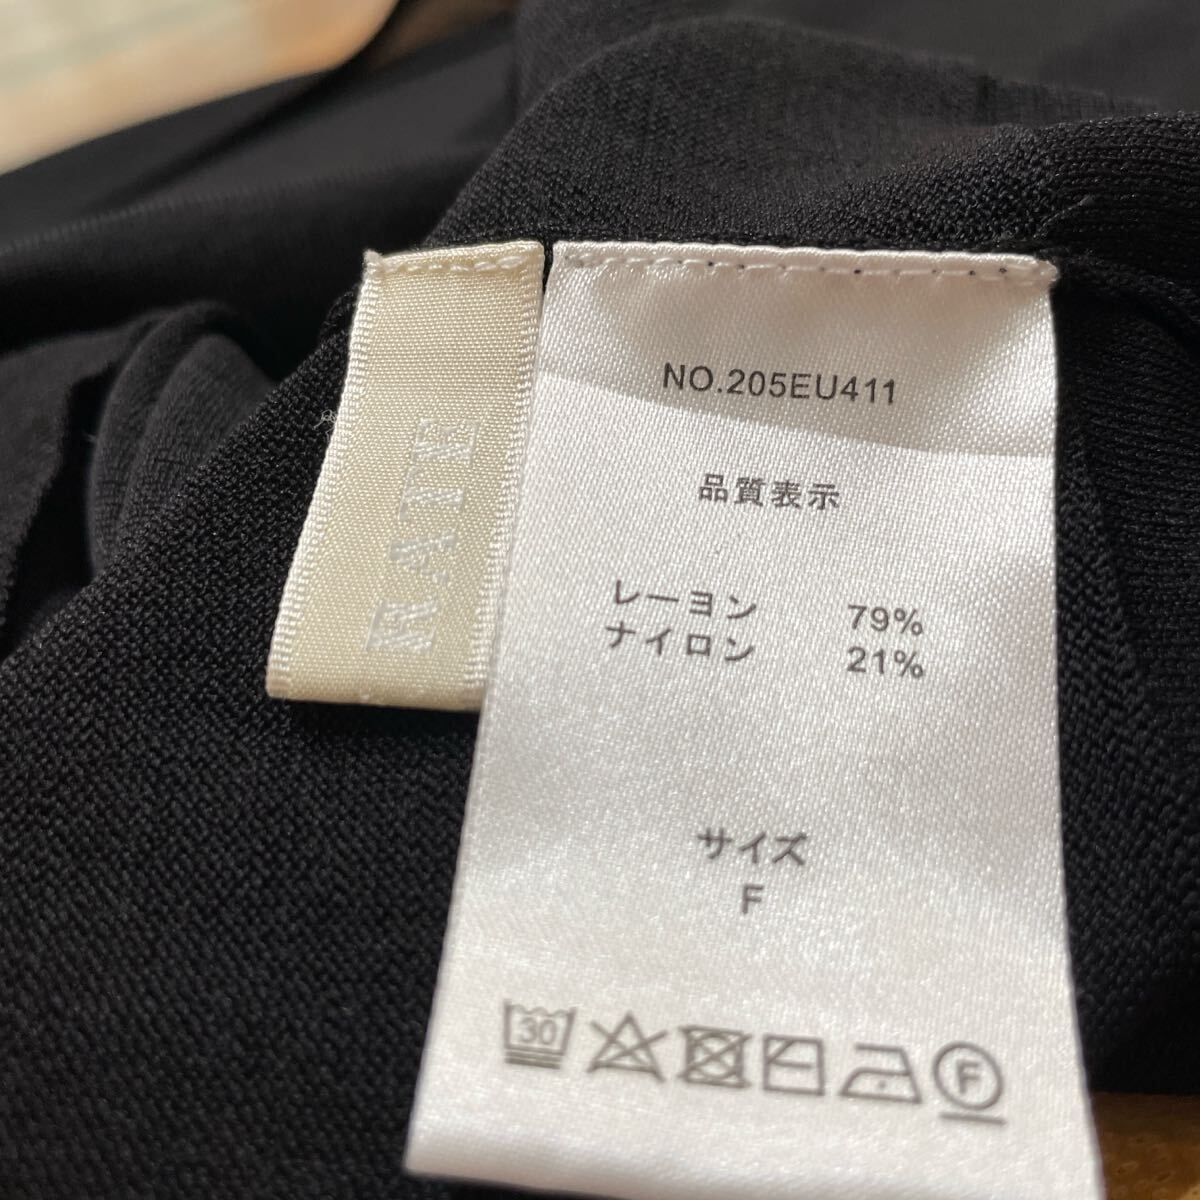 NO.205EU411
品質表示
レーヨン 79%
ナイロン 21%
サイズ
F
30
F